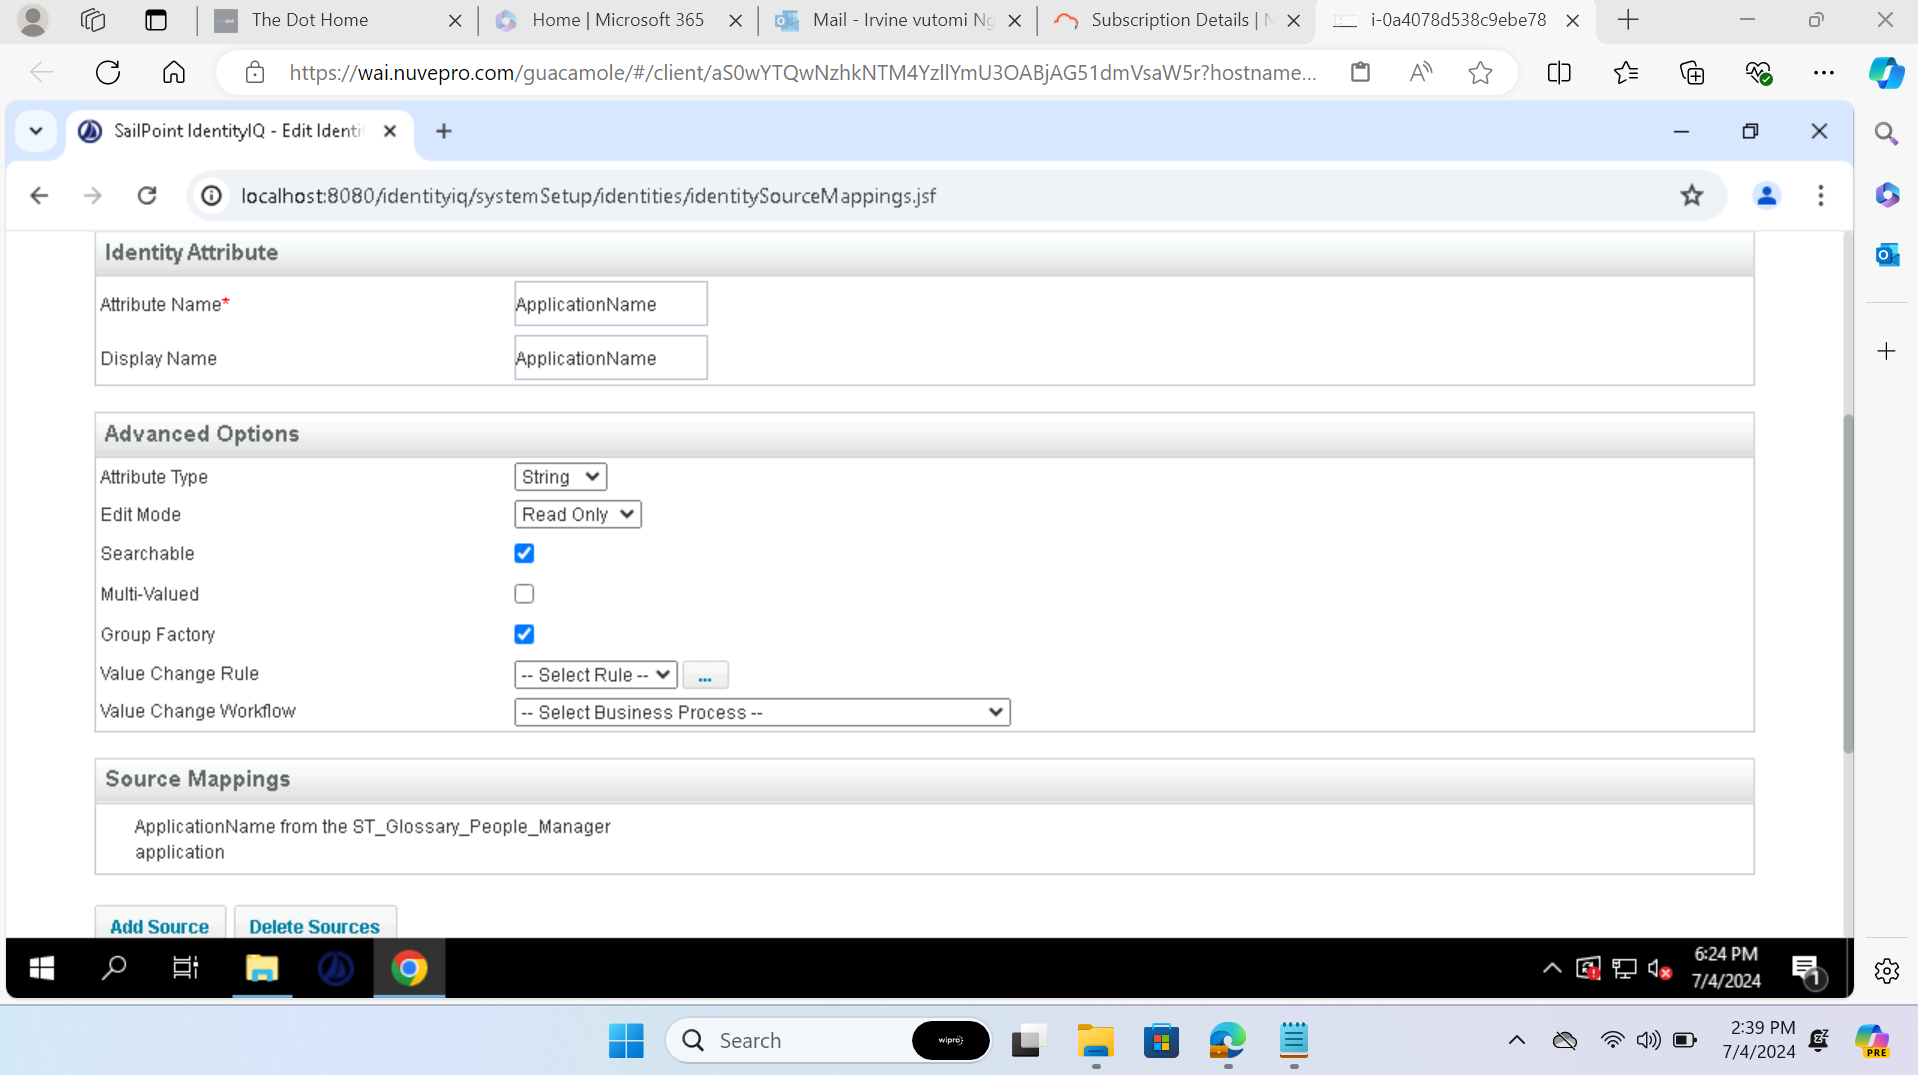 The Dot Home
Home | Microsoft 365
Mail - Irvine vutomi Ng
Subscription Details | N
i-0a4078d538c9ebe78
https://wai.nuvepro.com/guacamole/#/client/aS0wYTQwNzhkNTM4YzllYmU3OABjAG51dmVsaW5r?hostname...
SailPoint IdentityIQ - Edit Identi
localhost:8080/identityiq/systemSetup/identities/identitySourceMappings.jsf
Identity Attribute
Attribute Name* ApplicationName
Display Name ApplicationName
Advanced Options
Attribute Type String
Edit Mode Read Only
Searchable
Multi-Valued
Group Factory
Value Change Rule -- Select Rule -- ...
Value Change Workflow -- Select Business Process --
Source Mappings
ApplicationName from the ST_Glossary_People_Manager
application
Add Source Delete Sources
6:24 PM
7/4/2024
1
Search
wipro
2:39 PM
7/4/2024
PRE